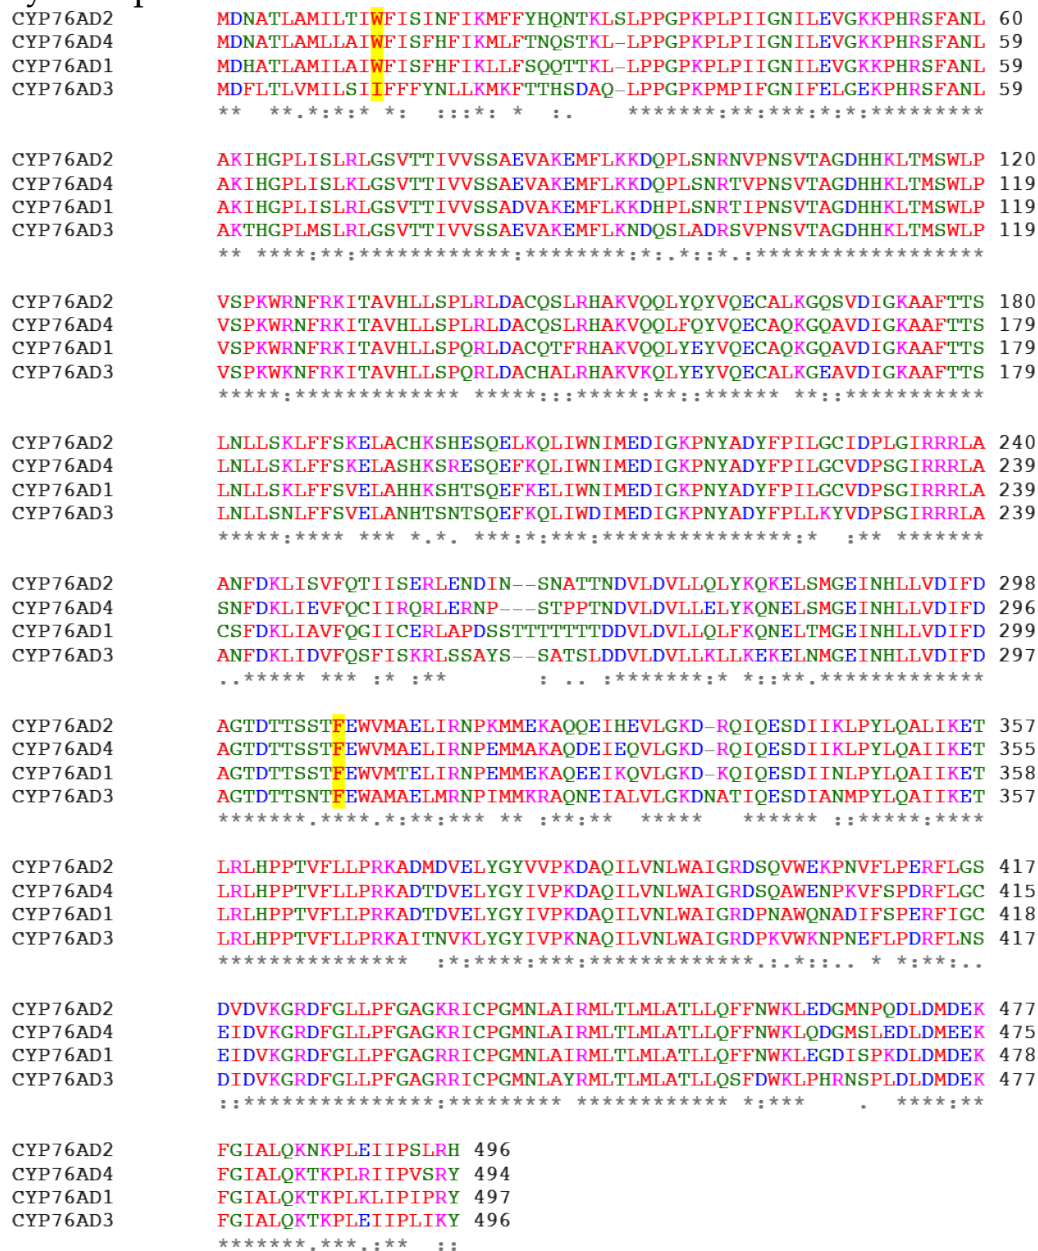 CYP76AD2 MDNATLAMILTIWFISINFIKMFFYHQNTKLSLPPGPKPLPIIGNILEVGKKPHRSFANL 60
CYP76AD4 MDNATLAMLLAIWFISFHFIKMLFTNQSTKL-LPPGPKPLPIIGNILEVGKKPHRSFANL 59
CYP76AD1 MDHATLAMILAIWFISFHFIKLLFSQQTTKL-LPPGPKPLPIIGNILEVGKKPHRSFANL 59
CYP76AD3 MDFLTLVMILSIIFFFYNLLKMKFTTHSDAQ-LPPGPKPMPIFGNIFELGEKPHRSFANL 59
**  **.*:*:* *:  :::*: * *  :.   *******:**:***:*:*:*********
CYP76AD2 AKIHGPLISLRLGSVTTIVVSSAEVAKEMFLKKDQPLSNRNVPNSVTAGDHHKLTMSWLP 120
CYP76AD4 AKIHGPLISLKLGSVTTIVVSSAEVAKEMFLKKDQPLSNRTVPNSVTAGDHHKLTMSWLP 119
CYP76AD1 AKIHGPLISLRLGSVTTIVVSSADVAKEMFLKKDHPLSNRTIPNSVTAGDHHKLTMSWLP 119
CYP76AD3 AKTHGPLMSLRLGSVTTIVVSSAEVAKEMFLKNDQSLADRSVPNSVTAGDHHKLTMSWLP 119
** ****:**:************:********:*:.*::*.:******************
CYP76AD2 VSPKWRNFRKITAVHLLSPLRLDACQSLRHAKVQQLYQYVQECALKGQSVDIGKAAFTTS 180
CYP76AD4 VSPKWRNFRKITAVHLLSPLRLDACQSLRHAKVQQLFQYVQECAQKGQAVDIGKAAFTTS 179
CYP76AD1 VSPKWRNFRKITAVHLLSPQRLDACQTFRHAKVQQLYEYVQECAQKGQAVDIGKAAFTTS 179
CYP76AD3 VSPKWKNFRKITAVHLLSPQRLDACHALRHAKVKQLYEYVQECALKGEAVDIGKAAFTTS 179
*****:************* *****:::*****:**::****** **::***********
CYP76AD2 LNLLSKLFFSKELACHKSHESQELKQLIWNIMEDIGKPNYADYFPILGCIDPLGIRRRLA 240
CYP76AD4 LNLLSKLFFSKELASHKSRESQEFKQLIWNIMEDIGKPNYADYFPILGCVDPSGIRRRLA 239
CYP76AD1 LNLLSKLFFSVELAHHKSHTSQEFKELIWNIMEDIGKPNYADYFPILGCVDPSGIRRRLA 239
CYP76AD3 LNLLSNLFFSVELANHTSNTSQEFKQLIWDIMEDIGKPNYADYFPLLKYVDPSGIRRRLA 239
*****:**** *** *.*. ***:*:***:***************:*  :** *******
CYP76AD2 ANFDKLISVFQTIISERLENDIN--SNATTNDVLDVLLQLYKQKELSMGEINHLLVDIFD 298
CYP76AD4 SNFDKLIEVFQCIIRQRLERNP---STPPTNDVLDVLLELYKQNELSMGEINHLLVDIFD 296
CYP76AD1 CSFDKLIAVFQGIICERLAPDSSTTTTTTTDDVLDVLLQLFKQNELTMGEINHLLVDIFD 299
CYP76AD3 ANFDKLIDVFQSFISKRLSSAYS--SATSLDDVLDVLLKLLKEKELNMGEINHLLVDIFD 297
..***** *** :* :**       : .. :*******:* *::**.*************
CYP76AD2 AGTDTTSSTFEWVMAELIRNPKMMEKAQQEIHEVLGKD-RQIQESDIIKLPYLQALIKET 357
CYP76AD4 AGTDTTSSTFEWVMAELIRNPEMMAKAQDEIEQVLGKD-RQIQESDIIKLPYLQAIIKET 355
CYP76AD1 AGTDTTSSTFEWVMTELIRNPEMMEKAQEEIKQVLGKD-KQIQESDIINLPYLQAIIKET 358
CYP76AD3 AGTDTTSNTFEWAMAELMRNPIMMKRAQNEIALVLGKDNATIQESDIANMPYLQAIIKET 357
*******.****.*:**:*** ** :**:**  *****   ****** ::*****:****
CYP76AD2 LRLHPPTVFLLPRKADMDVELYGYVVPKDAQILVNLWAIGRDSQVWEKPNVFLPERFLGS 417
CYP76AD4 LRLHPPTVFLLPRKADTDVELYGYIVPKDAQILVNLWAIGRDSQAWENPKVFSPDRFLGC 415
CYP76AD1 LRLHPPTVFLLPRKADTDVELYGYIVPKDAQILVNLWAIGRDPNAWQNADIFSPERFIGC 418
CYP76AD3 LRLHPPTVFLLPRKAITNVKLYGYIVPKNAQILVNLWAIGRDPKVWKNPNEFLPDRFLNS 417
***************  :*:****:***:*************.:.*::.. * *:**:..
CYP76AD2 DVDVKGRDFGLLPFGAGKRICPGMNLAIRMLTLMLATLLQFFNWKLEDGMNPQDLDMDEK 477
CYP76AD4 EIDVKGRDFGLLPFGAGKRICPGMNLAIRMLTLMLATLLQFFNWKLQDGMSLEDLDMEEK 475
CYP76AD1 EIDVKGRDFGLLPFGAGRRICPGMNLAIRMLTLMLATLLQFFNWKLEGDISPKDLDMDEK 478
CYP76AD3 DIDVKGRDFGLLPFGAGRRICPGMNLAYRMLTLMLATLLQSFDWKLPHRNSPLDLDMDEK 477
::***************:********* ************ *:***    .  ****:**
CYP76AD2 FGIALQKNKPLEIIPSLRH 496
CYP76AD4 FGIALQKTKPLRIIPVSRY 494
CYP76AD1 FGIALQKTKPLKLIPIPRY 497
CYP76AD3 FGIALQKTKPLEIIPLIKY 496
*******.***.:**  ::